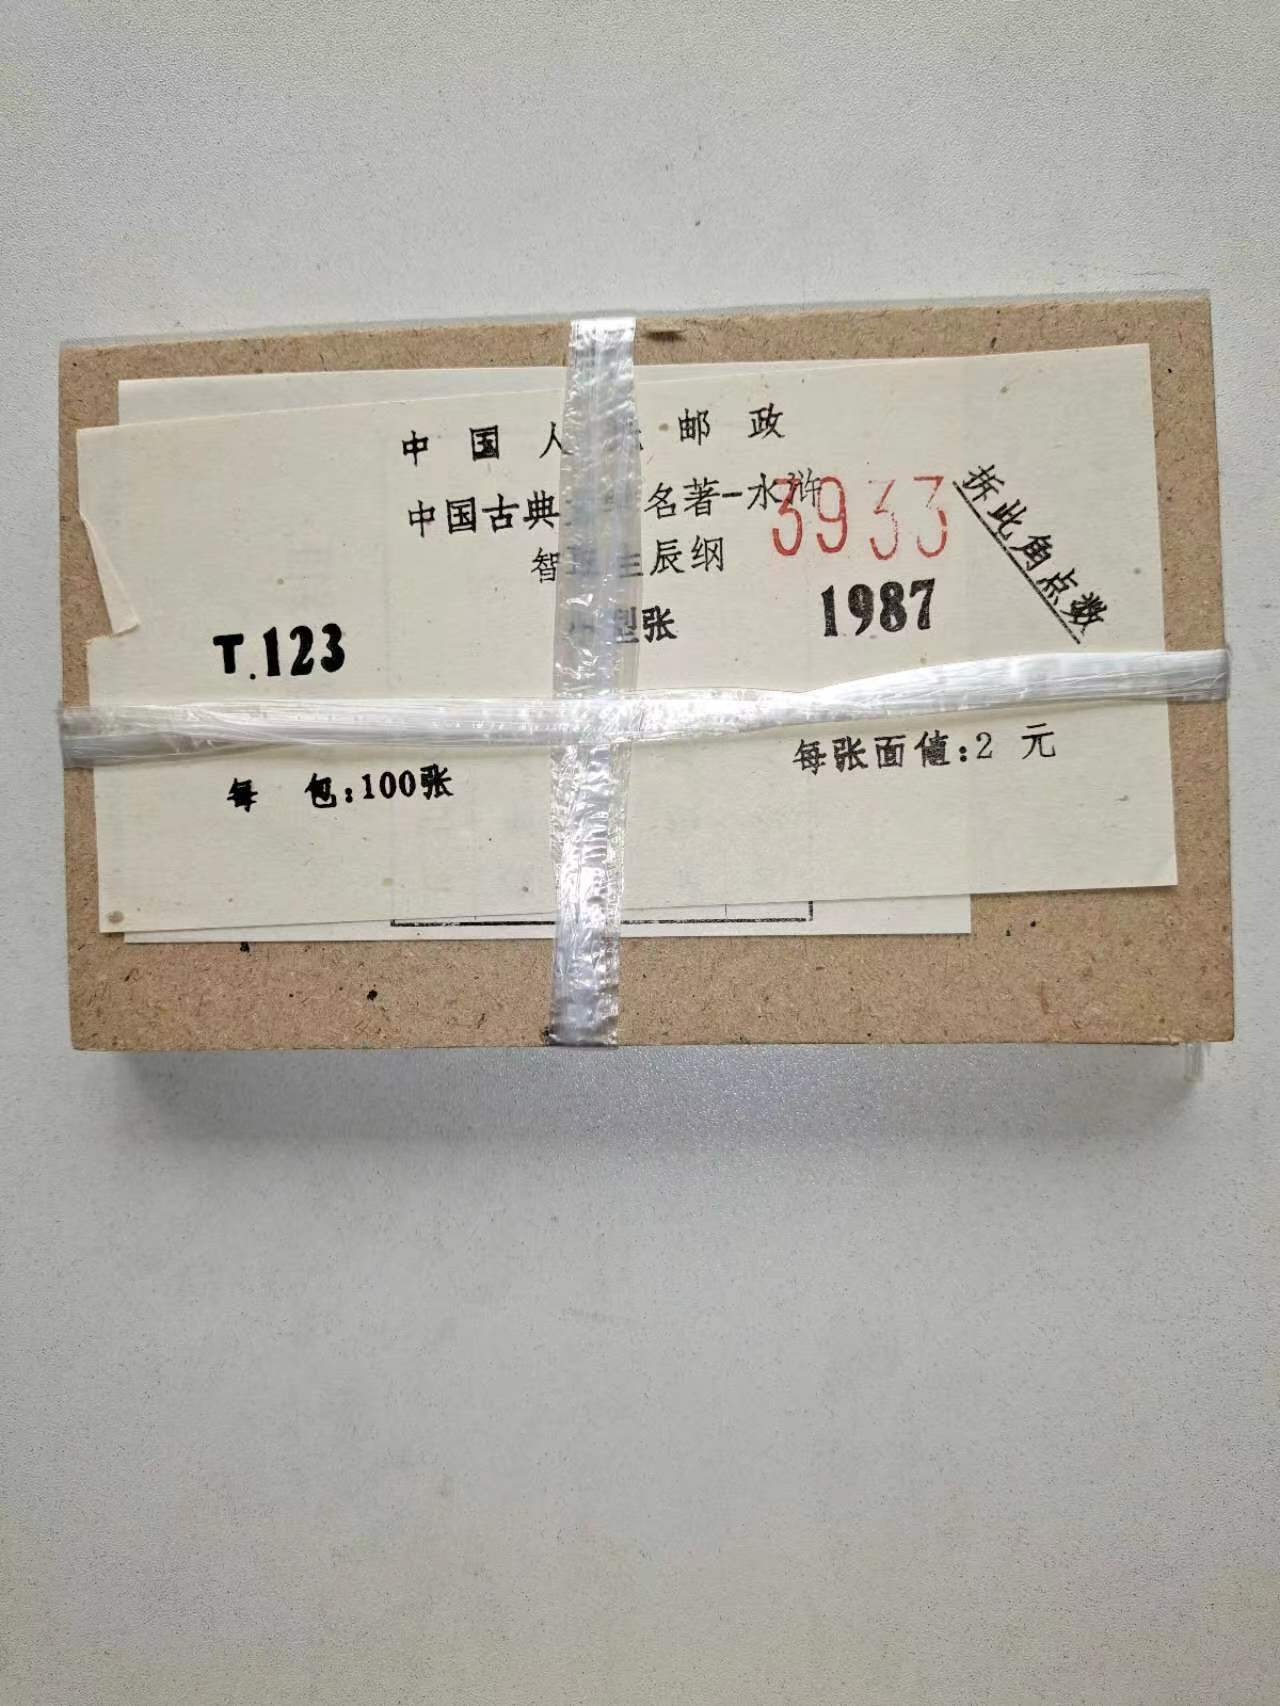 中国人 邮政
中国古典 名著-水浒
3933
拆此角点数
智 生辰纲
型张
1987
T.123
每张面值:2 元
每 包:100张